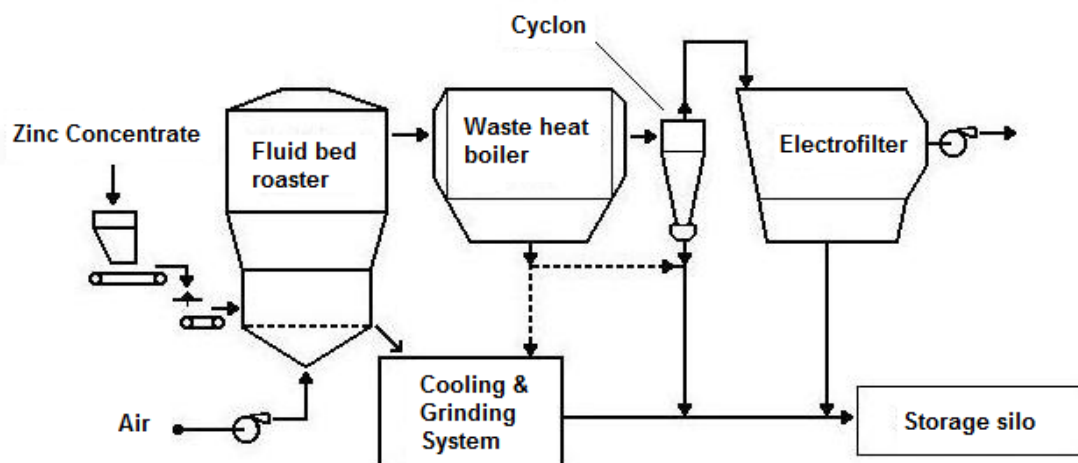 Cyclon
Zinc Concentrate
Fluid bed
roaster
Waste heat
boiler
Electrofilter
Air
Cooling &
Grinding
System
Storage silo